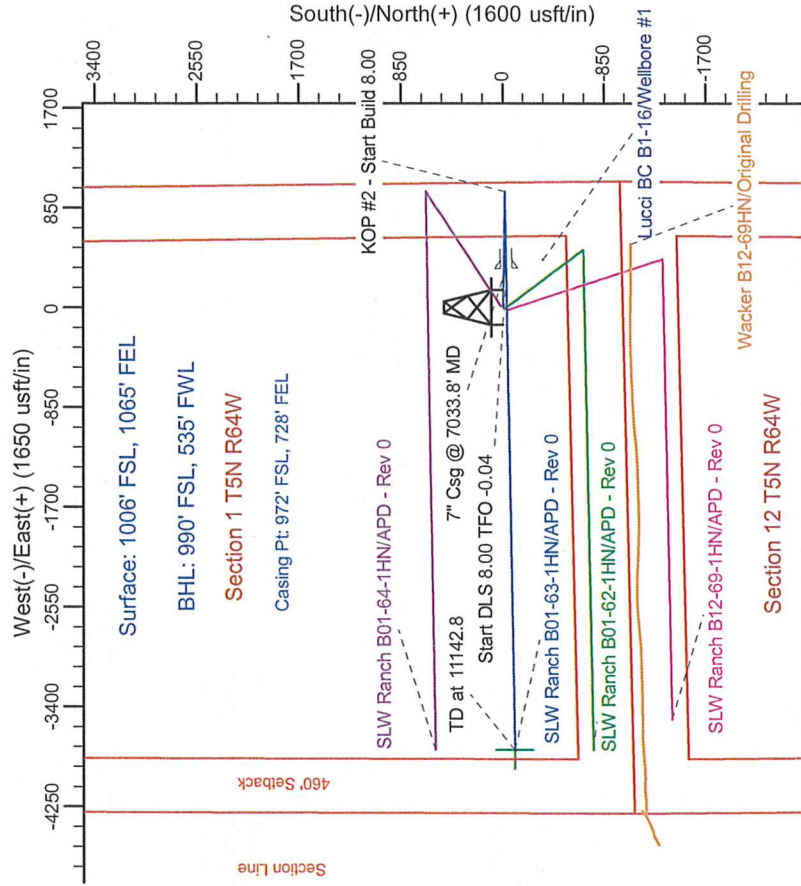 West(-)/East(+) (1650 usft/in)
-4250
-3400
-2550
-1700
-850
0
850
1700
South(-)/North(+) (1600 usft/in)
3400
2550
1700
850
0
-850
-1700
Surface: 1006' FSL, 1065' FEL
BHL: 990' FSL, 535' FWL
Section 1 T5N R64W
Casing Pt: 972' FSL, 728' FEL
KOP #2 - Start Build 8.00
SLW Ranch B01-64-1HN/APD - Rev 0
TD at 11142.8
7" Csg @ 7033.8' MD
Start DLS 8.00 TFO -0.04
SLW Ranch B01-63-1HN/APD - Rev 0
SLW Ranch B01-62-1HN/APD - Rev 0
Lucci BC B1-16/Wellbore #1
SLW Ranch B12-69-1HN/APD - Rev 0
Wacker B12-69HN/Original Drilling
Section 12 T5N R64W
460' Setback
Section Line